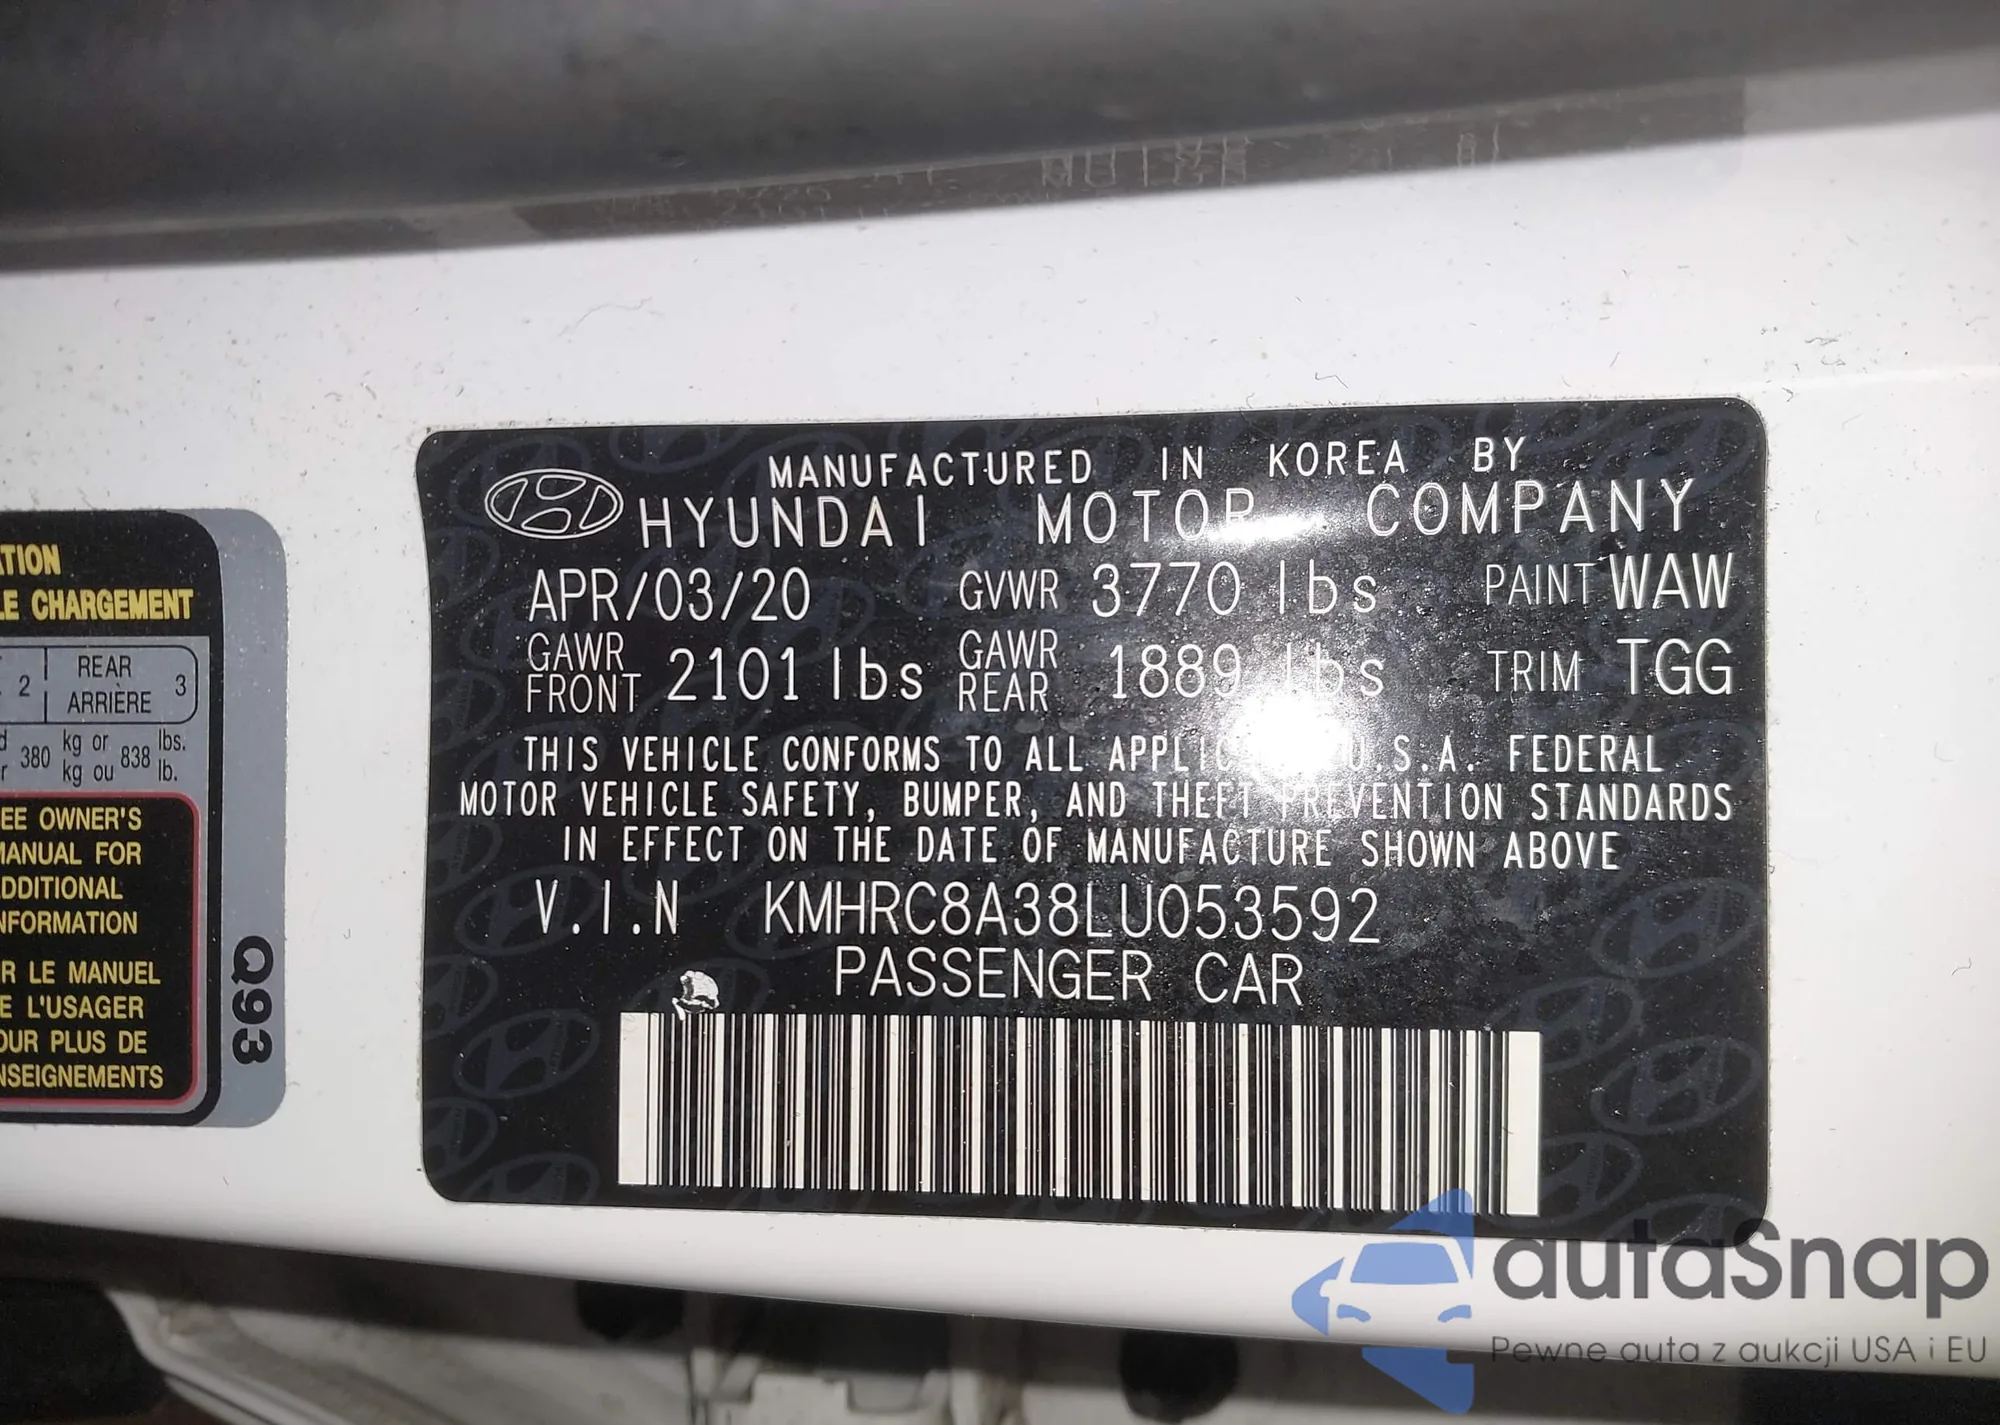 ATION
LE CHARGEMENT
2 REAR 3
ARRIÈRE
380 kg or 838 lbs.
kg ou lb.
EE OWNER'S
MANUAL FOR
ADDITIONAL
NFORMATION
R LE MANUEL
E L'USAGER
OUR PLUS DE
NSEIGNEMENTS
Q93
MANUFACTURED IN KOREA BY
HYUNDAI MOTOR COMPANY
APR/03/20 GVWR 3770 lbs PAINT WAW
GAWR FRONT 2101 lbs GAWR REAR 1889 lbs TRIM TGG
THIS VEHICLE CONFORMS TO ALL U.S.A. FEDERAL
MOTOR VEHICLE SAFETY, BUMPER, AND THEFT PREVENTION STANDARDS
IN EFFECT ON THE DATE OF MANUFACTURE SHOWN ABOVE
V.I.N KMHRC8A38LU053592
PASSENGER CAR
autaSnap
Pewne auta z aukcji USA i EU